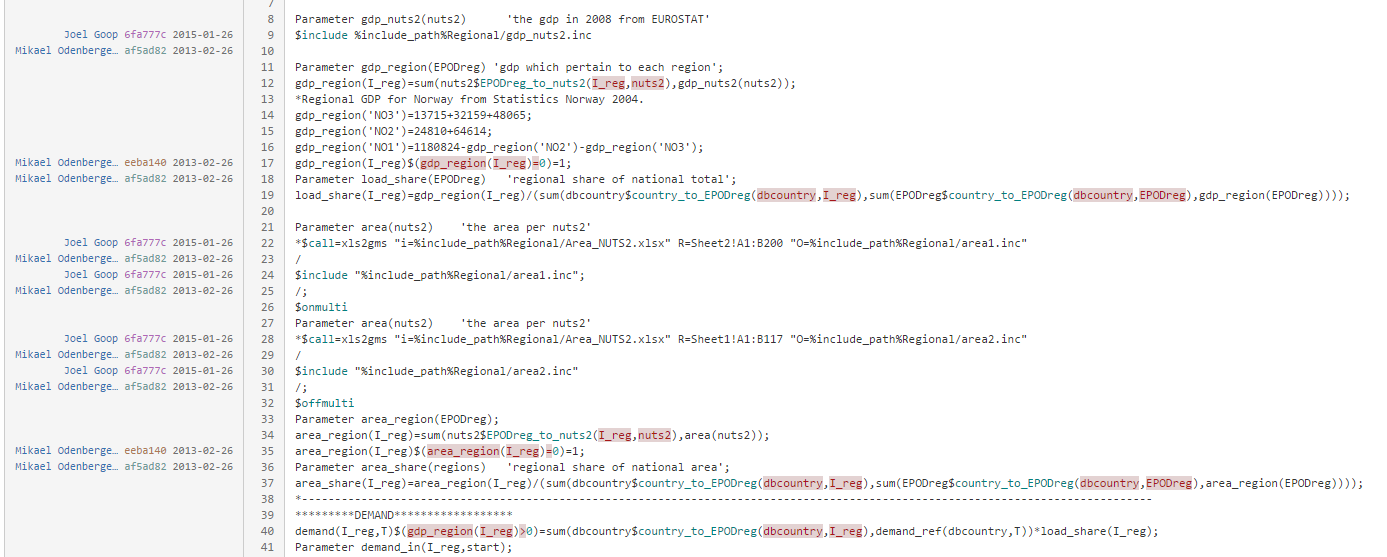 7
8 Parameter gdp_nuts2(nuts2) 'the gdp in 2008 from EUROSTAT'
Joel Goop 6fa777c 2015-01-26 9 $include %include_path%Regional/gdp_nuts2.inc
Mikael Odenberge… af5ad82 2013-02-26 10
11 Parameter gdp_region(EPODreg) 'gdp which pertain to each region';
12 gdp_region(I_reg)=sum(nuts2$EPODreg_to_nuts2(I_reg,nuts2),gdp_nuts2(nuts2));
13 *Regional GDP for Norway from Statistics Norway 2004.
14 gdp_region('NO3')=13715+32159+48065;
15 gdp_region('NO2')=24810+64614;
16 gdp_region('NO1')=1180824-gdp_region('NO2')-gdp_region('NO3');
Mikael Odenberge… eeba140 2013-02-26 17 gdp_region(I_reg)$(gdp_region(I_reg)=0)=1;
Mikael Odenberge… af5ad82 2013-02-26 18 Parameter load_share(EPODreg) 'regional share of national total';
19 load_share(I_reg)=gdp_region(I_reg)/(sum(dbcountry$country_to_EPODreg(dbcountry,I_reg),sum(EPODreg$country_to_EPODreg(dbcountry,EPODreg),gdp_region(EPODreg))));
20
21 Parameter area(nuts2) 'the area per nuts2'
Joel Goop 6fa777c 2015-01-26 22 *$call=xls2gms "i=%include_path%Regional/Area_NUTS2.xlsx" R=Sheet2!A1:B200 "O=%include_path%Regional/area1.inc"
Mikael Odenberge… af5ad82 2013-02-26 23 /
Joel Goop 6fa777c 2015-01-26 24 $include "%include_path%Regional/area1.inc";
Mikael Odenberge… af5ad82 2013-02-26 25 /;
26 $onmulti
27 Parameter area(nuts2) 'the area per nuts2'
Joel Goop 6fa777c 2015-01-26 28 *$call=xls2gms "i=%include_path%Regional/Area_NUTS2.xlsx" R=Sheet1!A1:B117 "O=%include_path%Regional/area2.inc"
Mikael Odenberge… af5ad82 2013-02-26 29 /
Joel Goop 6fa777c 2015-01-26 30 $include "%include_path%Regional/area2.inc"
Mikael Odenberge… af5ad82 2013-02-26 31 /;
32 $offmulti
33 Parameter area_region(EPODreg);
34 area_region(I_reg)=sum(nuts2$EPODreg_to_nuts2(I_reg,nuts2),area(nuts2));
Mikael Odenberge… eeba140 2013-02-26 35 area_region(I_reg)$(area_region(I_reg)=0)=1;
Mikael Odenberge… af5ad82 2013-02-26 36 Parameter area_share(regions) 'regional share of national area';
37 area_share(I_reg)=area_region(I_reg)/(sum(dbcountry$country_to_EPODreg(dbcountry,I_reg),sum(EPODreg$country_to_EPODreg(dbcountry,EPODreg),area_region(EPODreg))));
38 *---------------------------------------------------------------------------------------------------------------------------------
39 *********DEMAND******************
40 demand(I_reg,T)$(gdp_region(I_reg)>0)=sum(dbcountry$country_to_EPODreg(dbcountry,I_reg),demand_ref(dbcountry,T))*load_share(I_reg);
41 Parameter demand_in(I_reg,start);